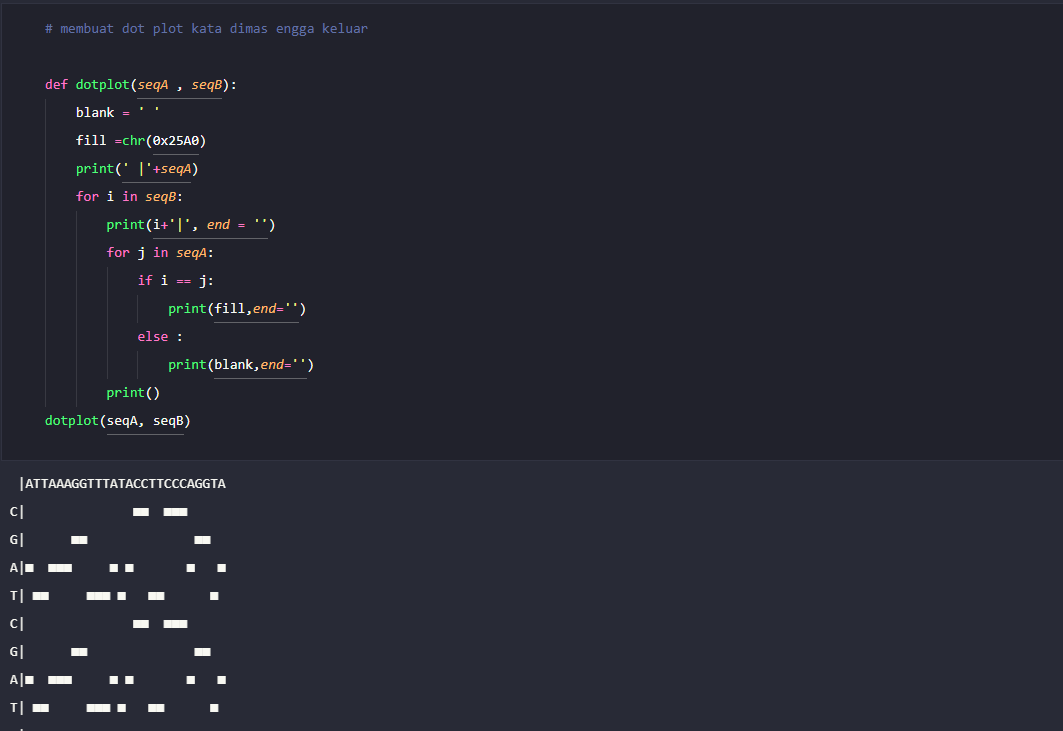 # membuat dot plot kata dimas engga keluar
def dotplot(seqA , seqB):
    blank = ' '
    fill =chr(0x25A0)
    print(' |'+seqA)
    for i in seqB:
        print(i+'|', end = '')
        for j in seqA:
            if i == j:
                print(fill,end='')
            else :
                print(blank,end='')
        print()
dotplot(seqA, seqB)
 |ATTAAAGGTTTATACCTTCCCAGGTA
C|              ■■  ■■■
G|      ■■              ■■
A|■  ■■■     ■ ■       ■   ■
T| ■■     ■■■ ■   ■■      ■
C|              ■■  ■■■
G|      ■■              ■■
A|■  ■■■     ■ ■       ■   ■
T| ■■     ■■■ ■   ■■      ■